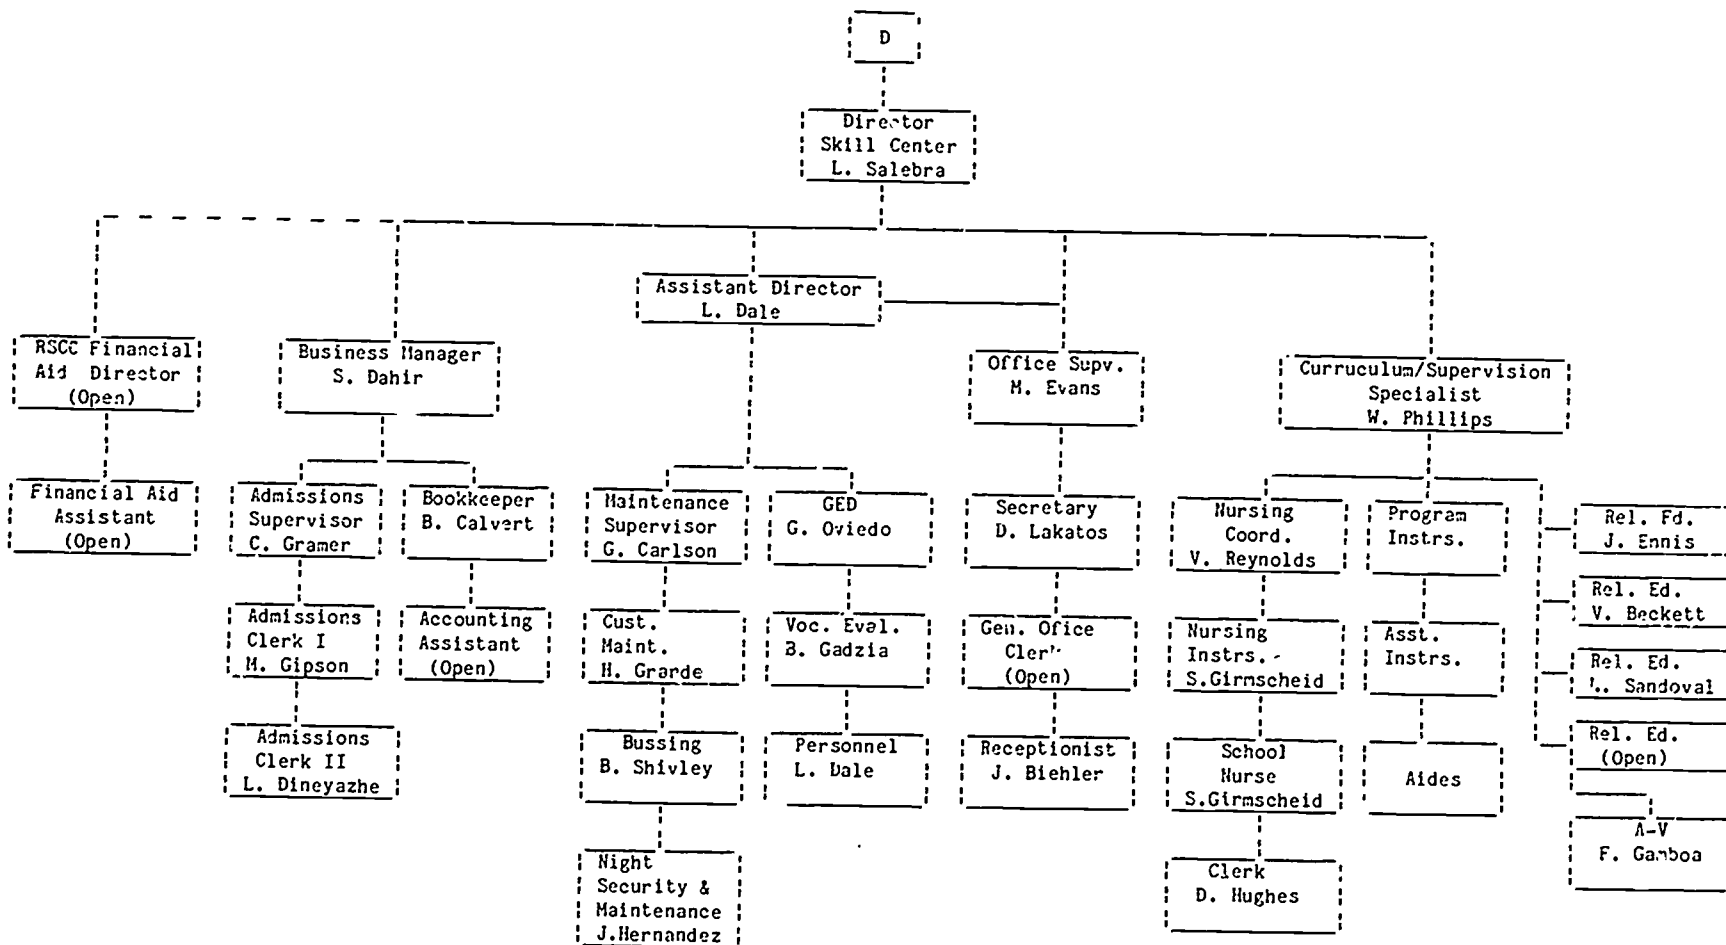 D
Director
Skill Center
L. Salebra
Assistant Director
L. Dale
RSCC Financial
Aid Director
(Open)
Business Manager
S. Dahir
Office Supv.
M. Evans
Curruculum/Supervision
Specialist
W. Phillips
Financial Aid
Assistant
(Open)
Admissions
Supervisor
C. Gramer
Bookkeeper
B. Calvert
Maintenance
Supervisor
G. Carlson
GED
G. Oviedo
Secretary
D. Lakatos
Nursing
Coord.
V. Reynolds
Program
Instrs.
Rel. Ed.
J. Ennis
Rel. Ed.
V. Beckett
Rel. Ed.
Sandoval
Rel. Ed.
(Open)
A-V
F. Gamboa
Admissions
Clerk I
M. Gipson
Accounting
Assistant
(Open)
Cust.
Maint.
H. Grarde
Voc. Eval.
B. Gadzia
Gen. Ofice
Clerk
(Open)
Nursing
Instrs.-
S.Girmscheid
Asst.
Instrs.
Admissions
Clerk II
L. Dineyazhe
Bussing
B. Shivley
Personnel
L. Dale
Receptionist
J. Biehler
School
Nurse
S.Girmscheid
Aides
Night
Security &
Maintenance
J.Hernandez
Clerk
D. Hughes